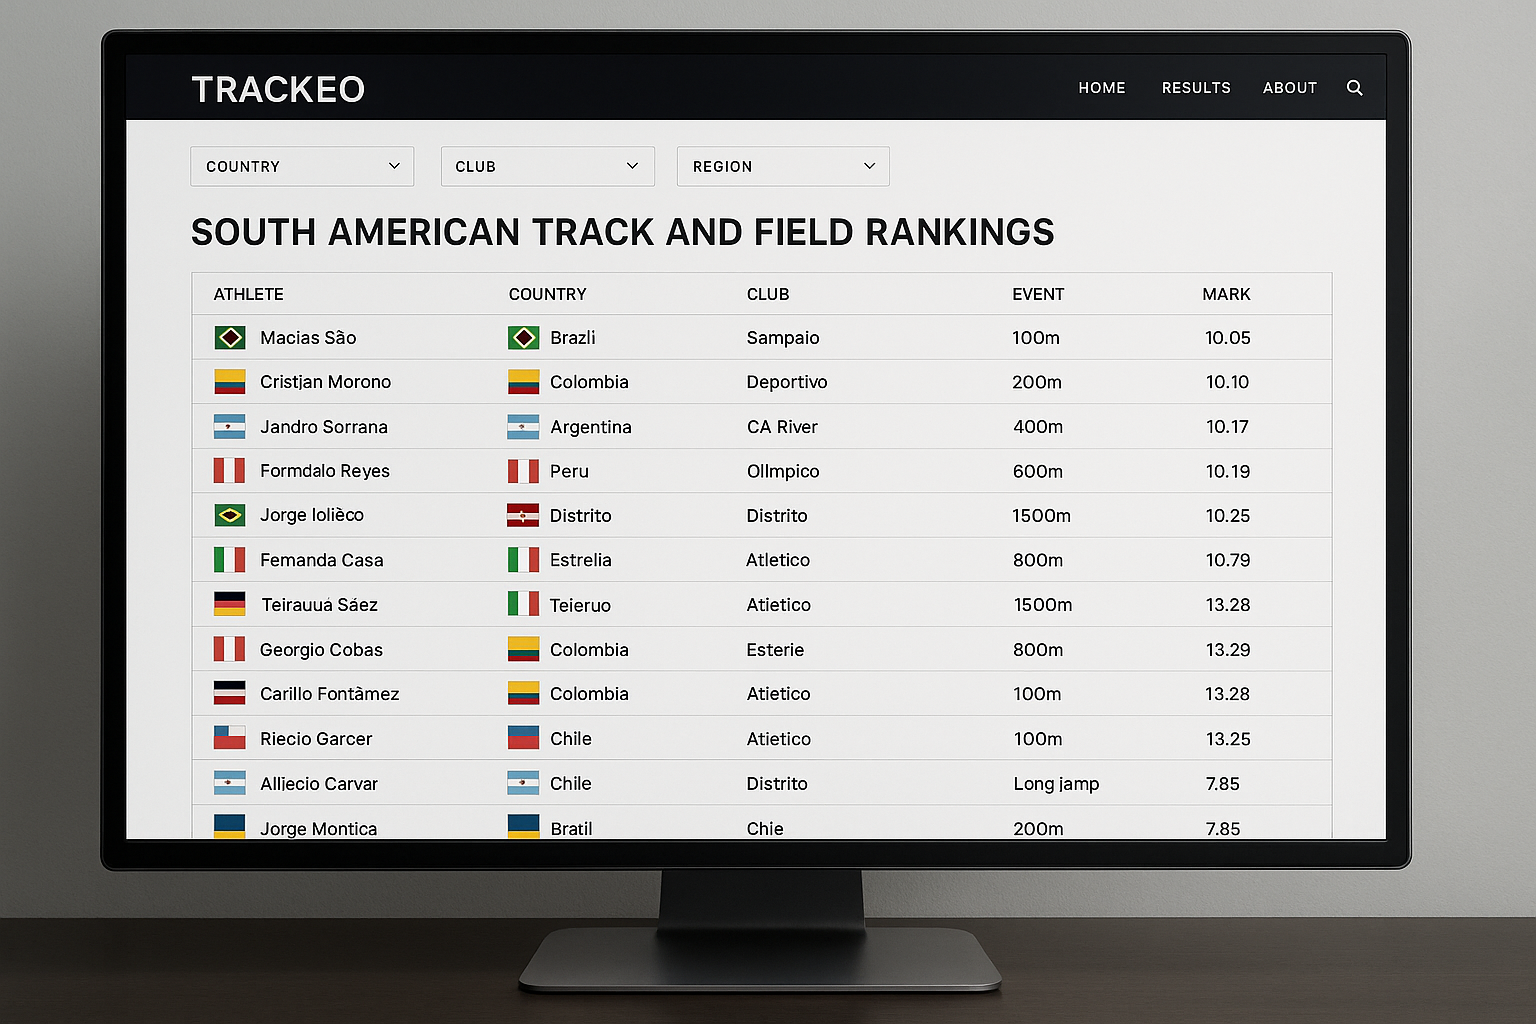 TRACKEO HOME RESULTS ABOUT
COUNTRY CLUB REGION
SOUTH AMERICAN TRACK AND FIELD RANKINGS
ATHLETE COUNTRY CLUB EVENT MARK
Macias São Brazli Sampaio 100m 10.05
Cristjan Morono Colombia Deportivo 200m 10.10
Jandro Sorrana Argentina CA River 400m 10.17
Formdalo Reyes Peru Ollmpico 600m 10.19
Jorge lolièco Distrito Distrito 1500m 10.25
Femanda Casa Estrelia Atletico 800m 10.79
Teirauuá Sáez Teieruo Atietico 1500m 13.28
Georgio Cobas Colombia Esterie 800m 13.29
Carillo Fontàmez Colombia Atietico 100m 13.28
Riecio Garcer Chile Atietico 100m 13.25
Alljecio Carvar Chile Distrito Long jamp 7.85
Jorge Montica Bratil Chie 200m 7.85